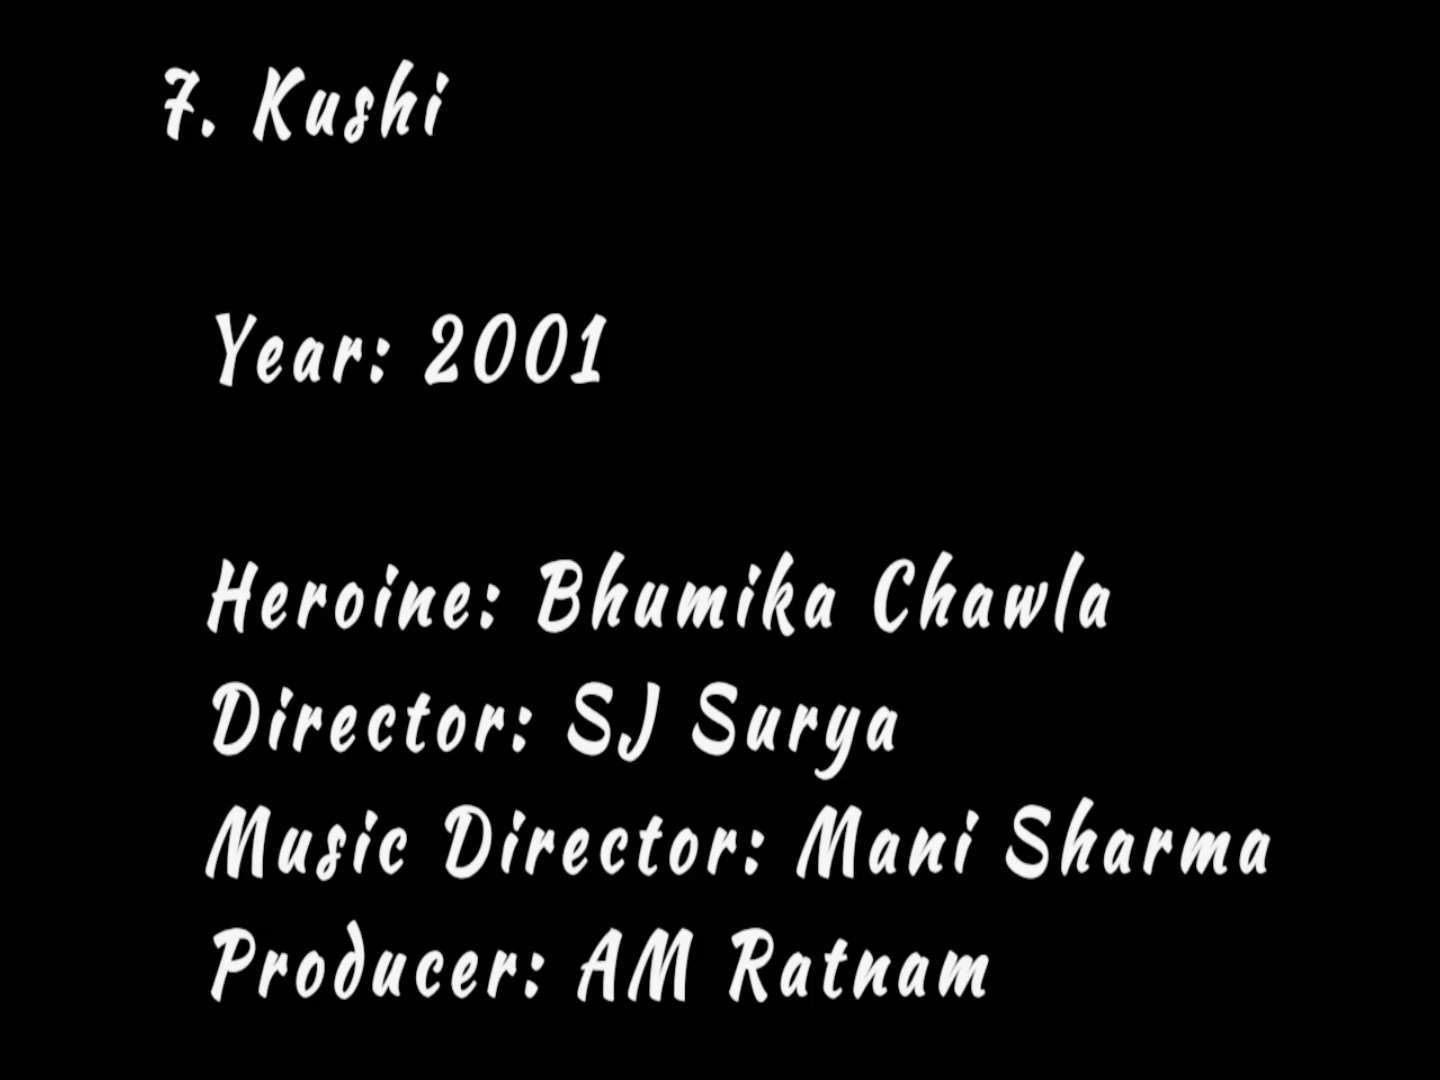 7. Kushi
Year: 2001
Heroine: Bhumika Chawla
Director: SJ Surya
Music Director: Mani Sharma
Producer: AM Ratnam